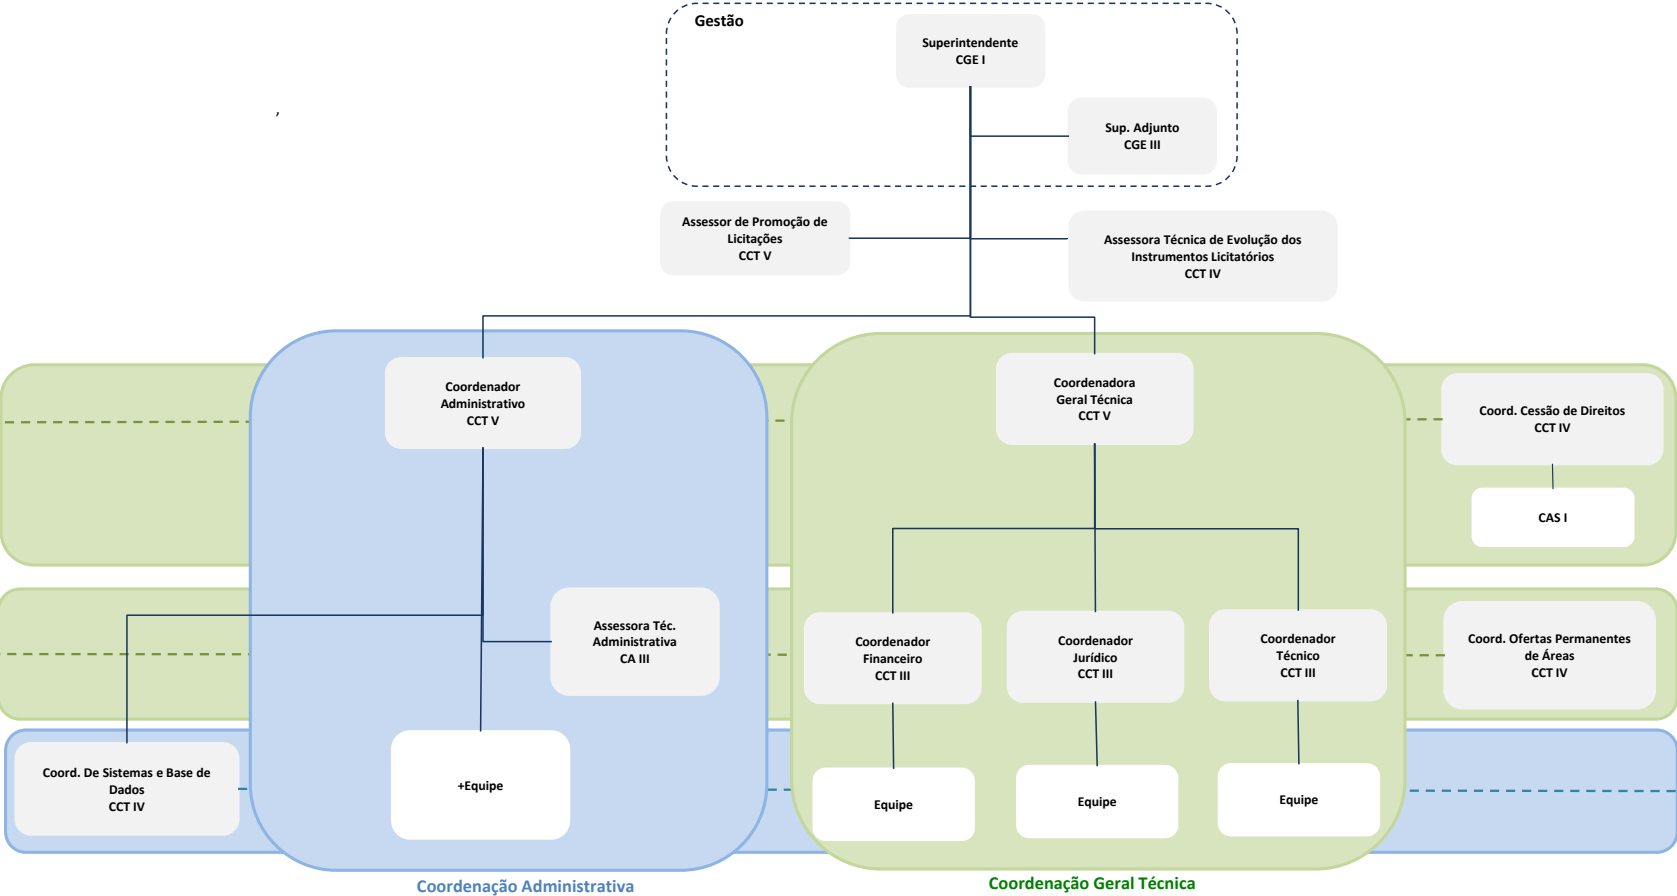 Gestão
Superintendente
CGE I
,
Sup. Adjunto
CGE III
Assessor de Promoção de
Licitações
CCT V
Assessora Técnica de Evolução dos
Instrumentos Licitatórios
CCT IV
Coordenador
Administrativo
CCT V
Coordenadora
Geral Técnica
CCT V
Coord. Cessão de Direitos
CCT IV
CAS I
Assessora Téc.
Administrativa
CA III
Coordenador
Financeiro
CCT III
Coordenador
Jurídico
CCT III
Coordenador
Técnico
CCT III
Coord. Ofertas Permanentes
de Áreas
CCT IV
Coord. De Sistemas e Base de
Dados
CCT IV
+Equipe
Equipe
Equipe
Equipe
Coordenação Administrativa
Coordenação Geral Técnica